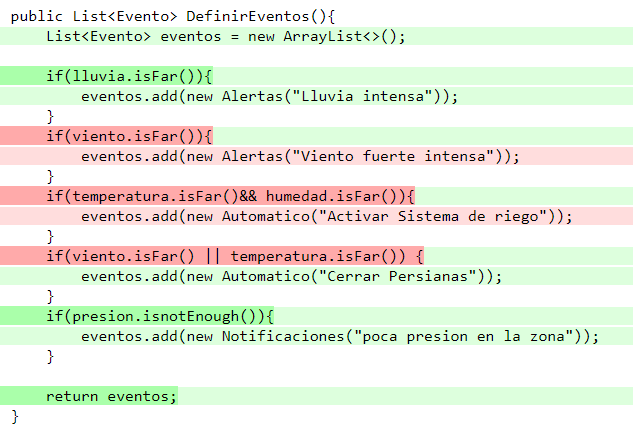 public List<Evento> DefinirEventos(){
    List<Evento> eventos = new ArrayList<>();

    if(lluvia.isFar()){
        eventos.add(new Alertas("Lluvia intensa"));
    }
    if(viento.isFar()){
        eventos.add(new Alertas("Viento fuerte intensa"));
    }
    if(temperatura.isFar()&& humedad.isFar()){
        eventos.add(new Automatico("Activar Sistema de riego"));
    }
    if(viento.isFar() || temperatura.isFar()) {
        eventos.add(new Automatico("Cerrar Persianas"));
    }
    if(presion.isnotEnough()){
        eventos.add(new Notificaciones("poca presion en la zona"));
    }

    return eventos;
}